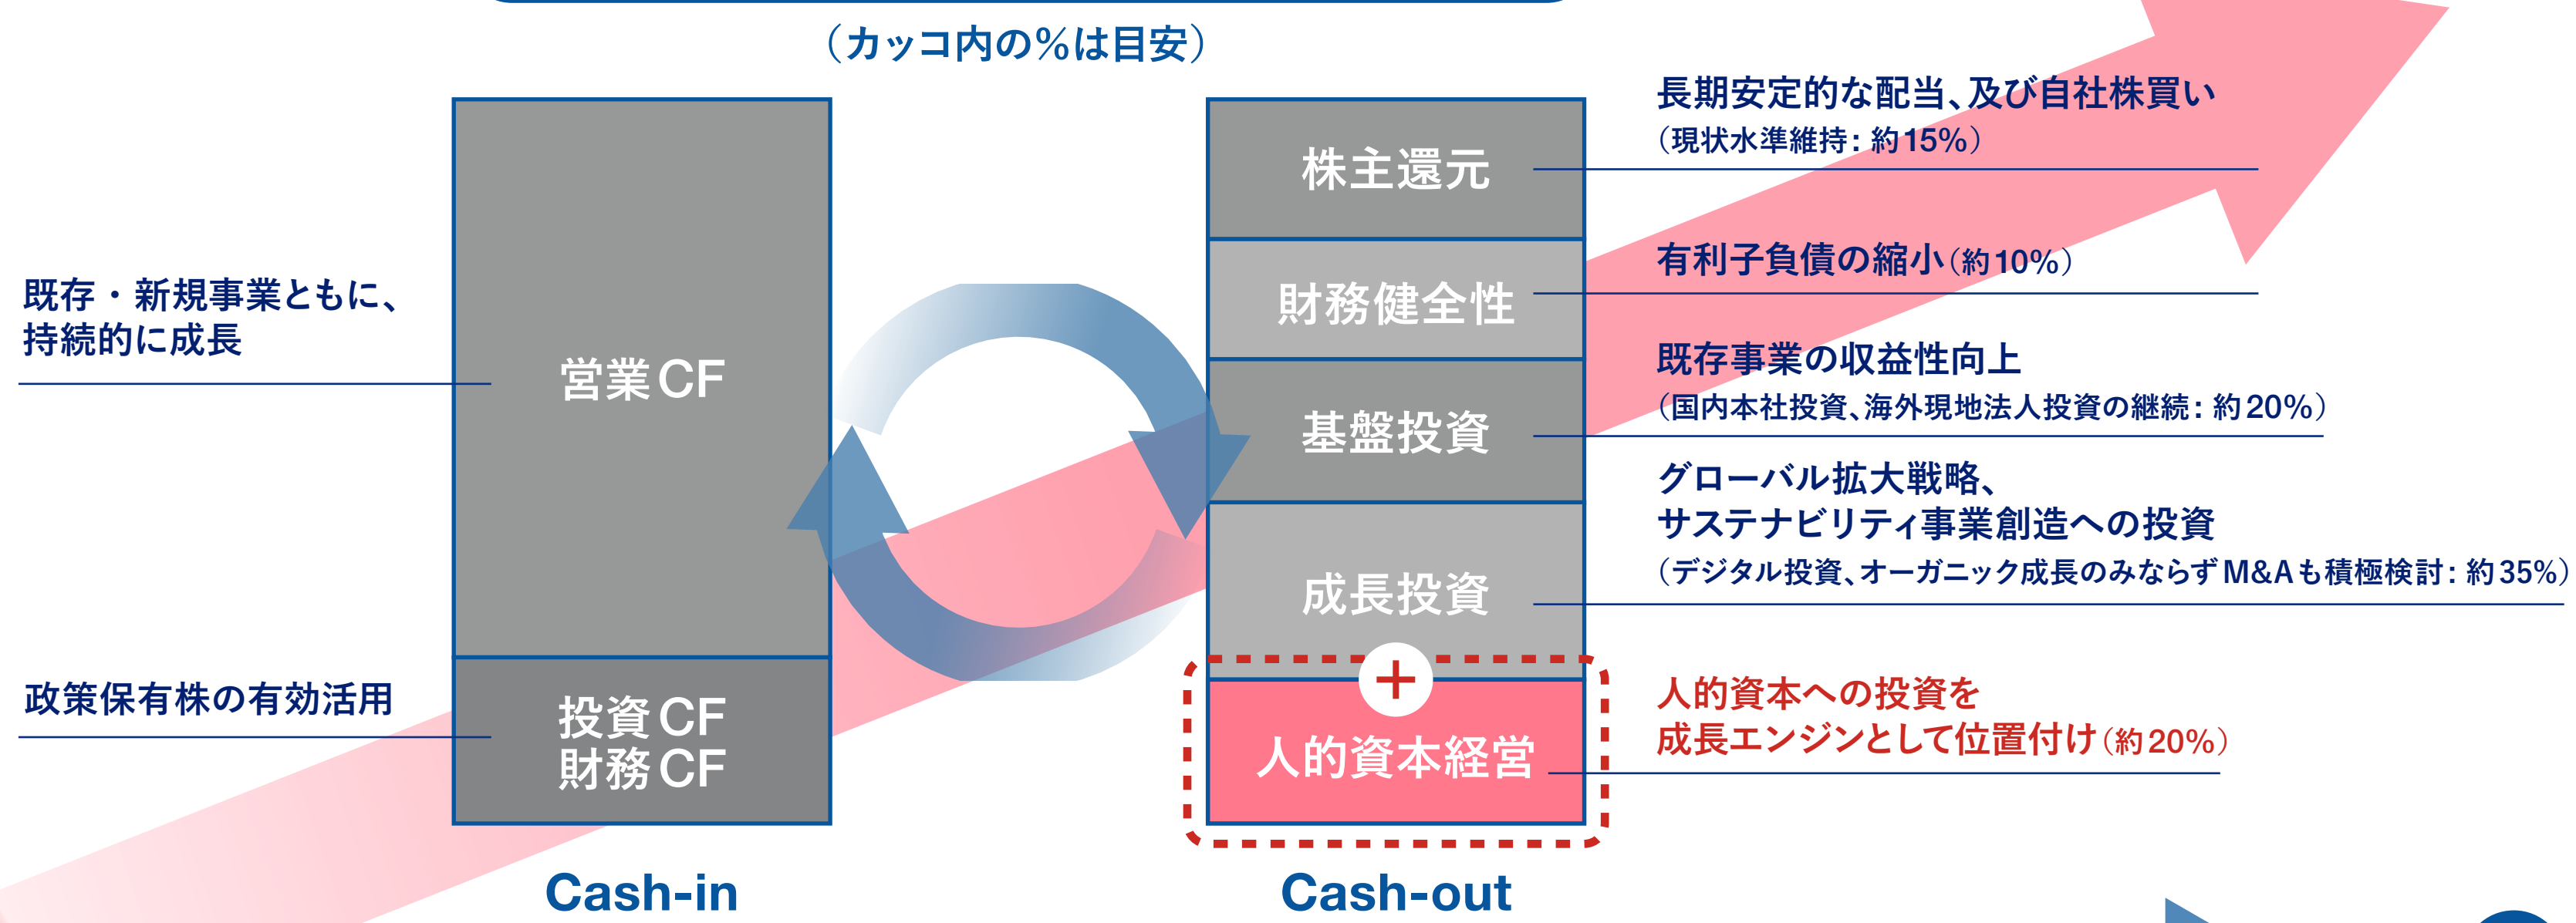 （カッコ内の%は目安）
既存・新規事業ともに、
持続的に成長
政策保有株の有効活用
営業CF
投資CF
財務CF
Cash-in
株主還元
財務健全性
基盤投資
成長投資
+
人的資本経営
Cash-out
長期安定的な配当、及び自社株買い
（現状水準維持：約15%）
有利子負債の縮小（約10%）
既存事業の収益性向上
（国内本社投資、海外現地法人投資の継続：約20%）
グローバル拡大戦略、
サステナビリティ事業創造への投資
（デジタル投資、オーガニック成長のみならずM&Aも積極検討：約35%）
人的資本への投資を
成長エンジンとして位置付け（約20%）